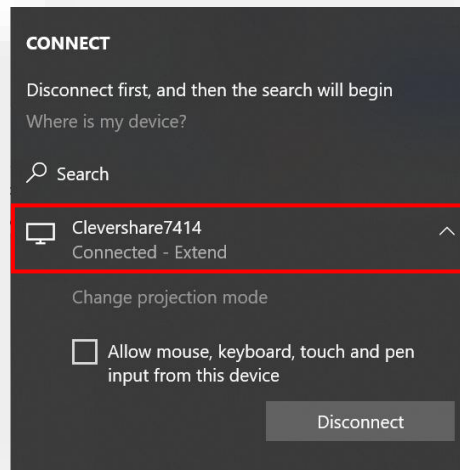 CONNECT
Disconnect first, and then the search will begin
Where is my device?
Search
Clevershare7414
Connected - Extend
Change projection mode
Allow mouse, keyboard, touch and pen
input from this device
Disconnect